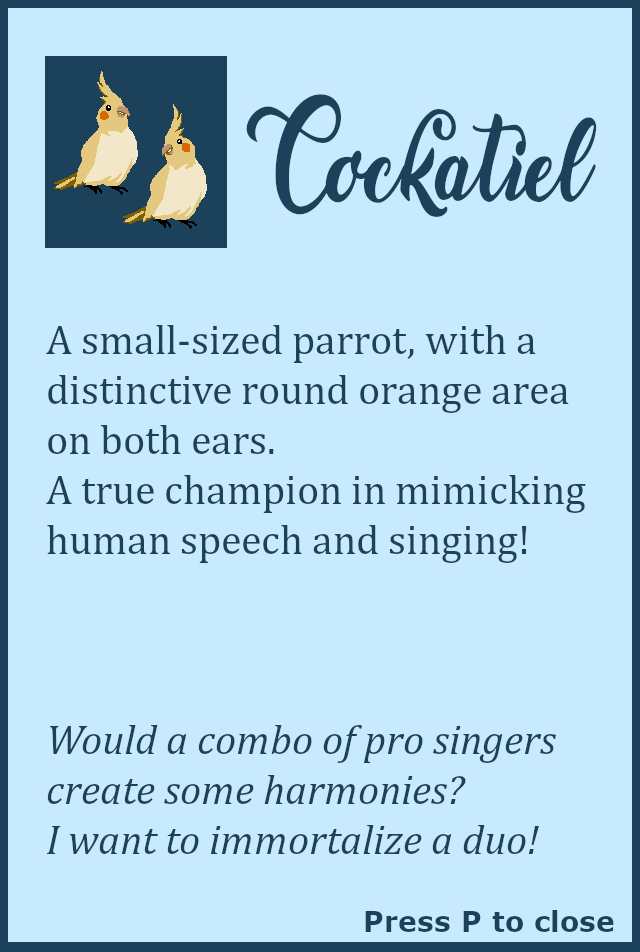 Cockatiel
A small-sized parrot, with a
distinctive round orange area
on both ears.
A true champion in mimicking
human speech and singing!
Would a combo of pro singers
create some harmonies?
I want to immortalize a duo!
Press P to close